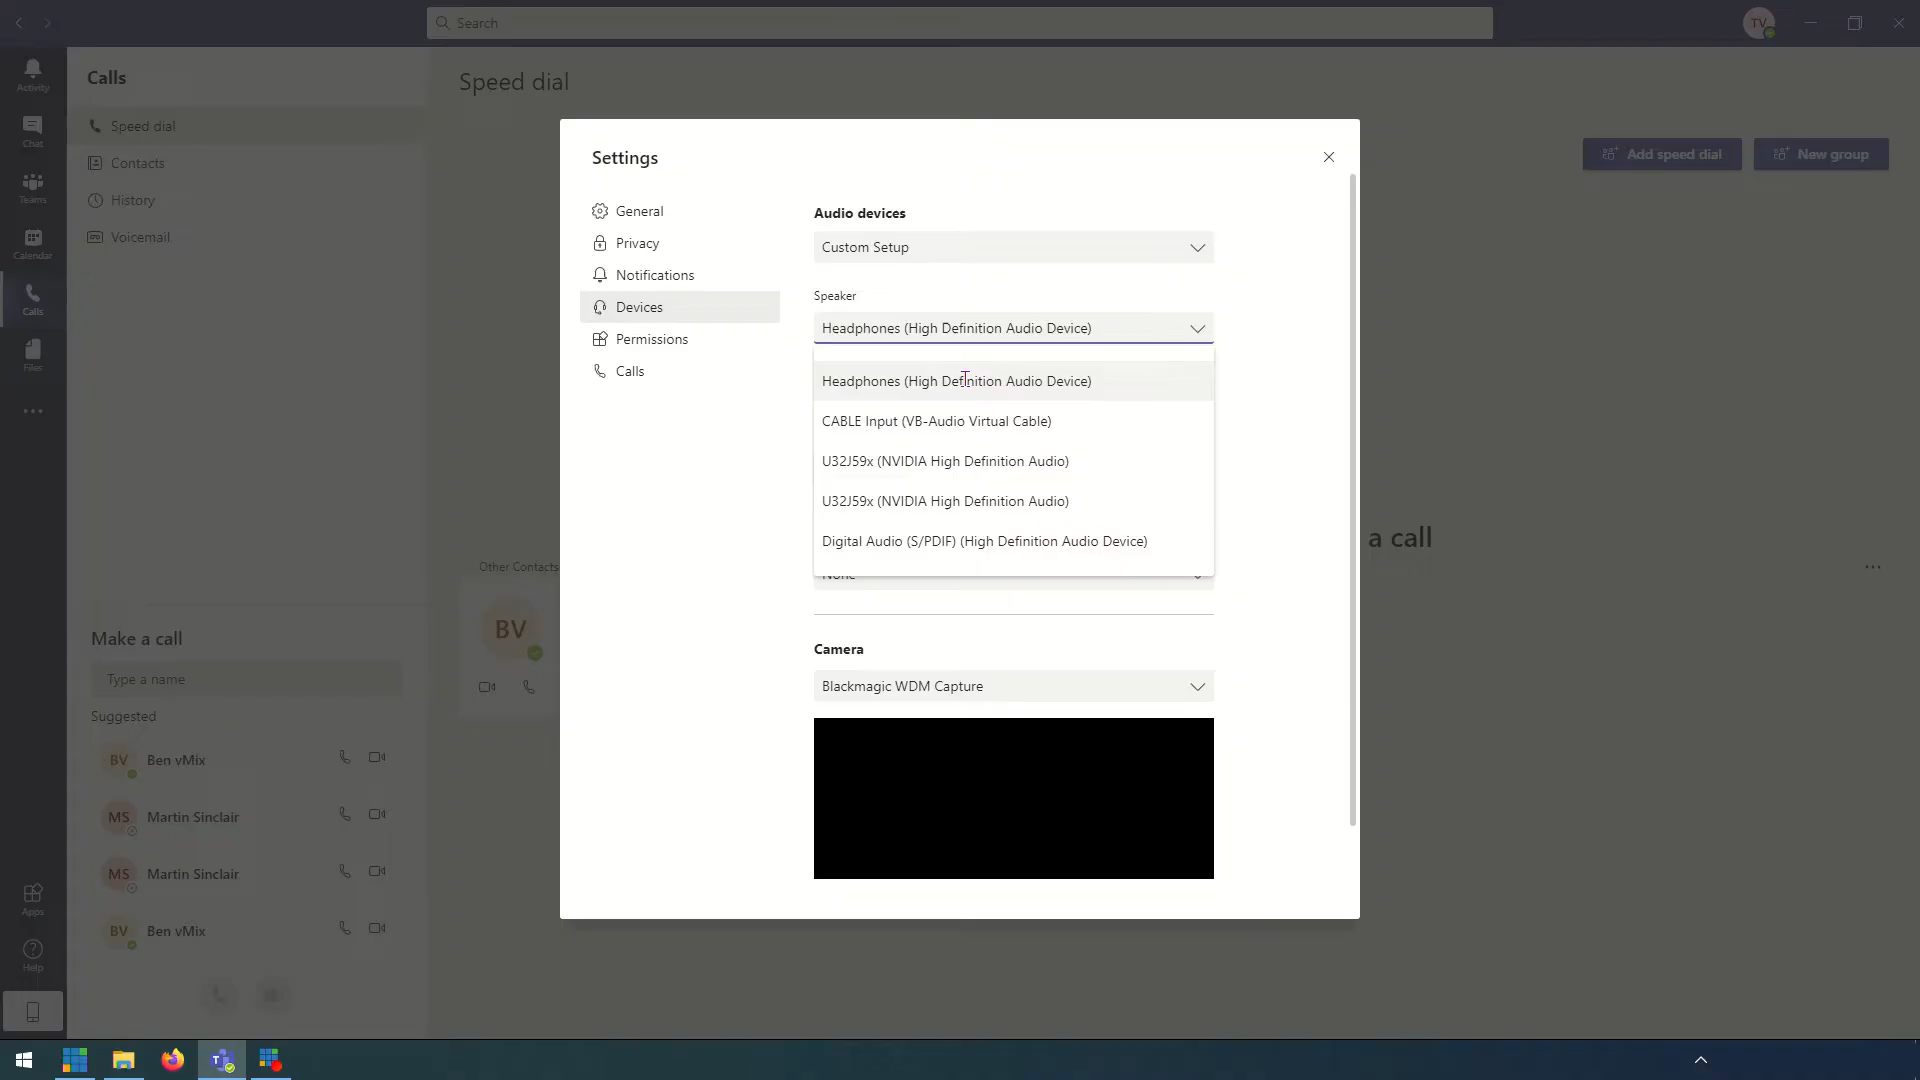 Search
TV
Activity
Chat
Teams
Calendar
Calls
Files
Apps
Help
Calls
Speed dial
Contacts
History
Voicemail
Make a call
Type a name
Suggested
BV Ben vMix
MS Martin Sinclair
MS Martin Sinclair
BV Ben vMix
Speed dial
Add speed dial
New group
a call
Other Contacts
BV
Settings
General
Privacy
Notifications
Devices
Permissions
Calls
Audio devices
Custom Setup
Speaker
Headphones (High Definition Audio Device)
Headphones (High Definition Audio Device)
CABLE Input (VB-Audio Virtual Cable)
U32J59x (NVIDIA High Definition Audio)
U32J59x (NVIDIA High Definition Audio)
Digital Audio (S/PDIF) (High Definition Audio Device)
None
Camera
Blackmagic WDM Capture